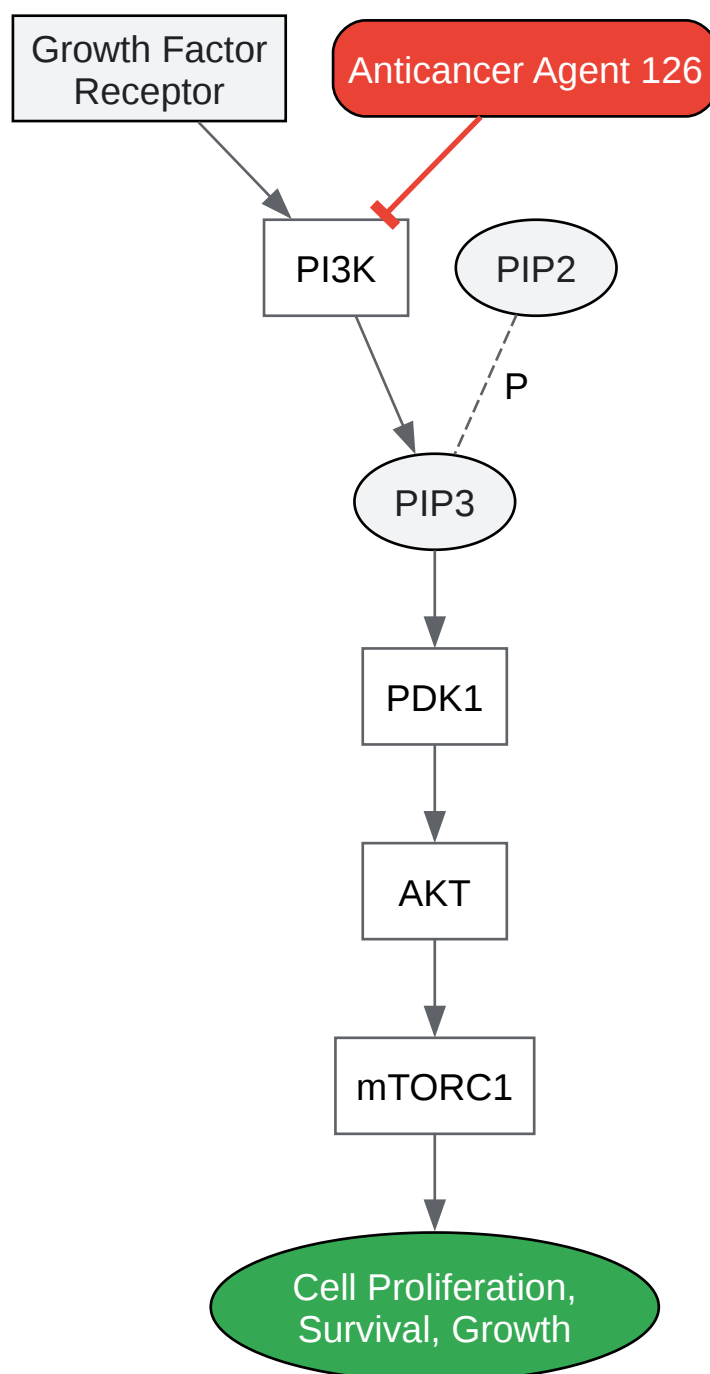 Growth Factor
Receptor
Anticancer Agent 126
PI3K
PIP2
P
PIP3
PDK1
AKT
mTORC1
Cell Proliferation,
Survival, Growth